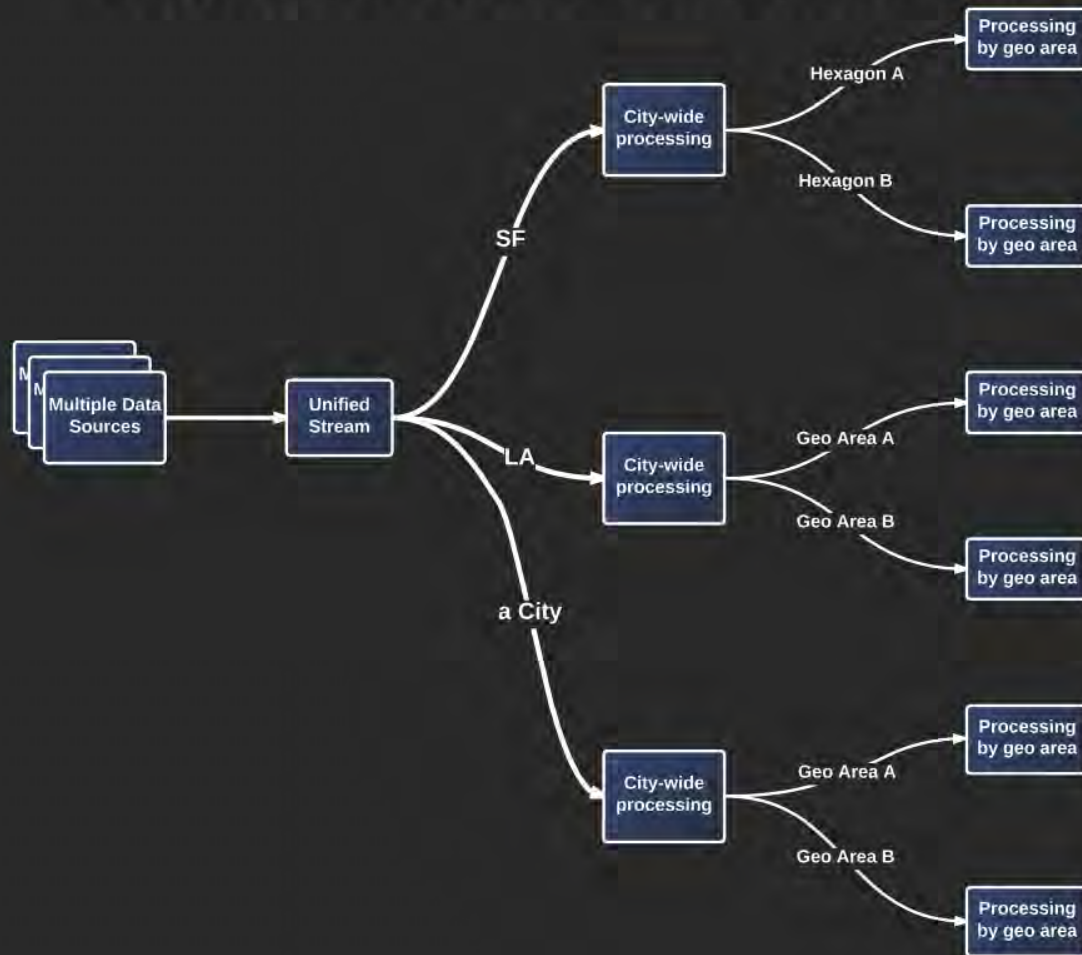 Processing
by geo area
Hexagon A
City-wide
processing
Hexagon B
Processing
by geo area
SF
M
M
Multiple Data
Sources
Unified
Stream
Processing
by geo area
Geo Area A
LA
City-wide
processing
Geo Area B
Processing
by geo area
a City
Processing
by geo area
Geo Area A
City-wide
processing
Geo Area B
Processing
by geo area